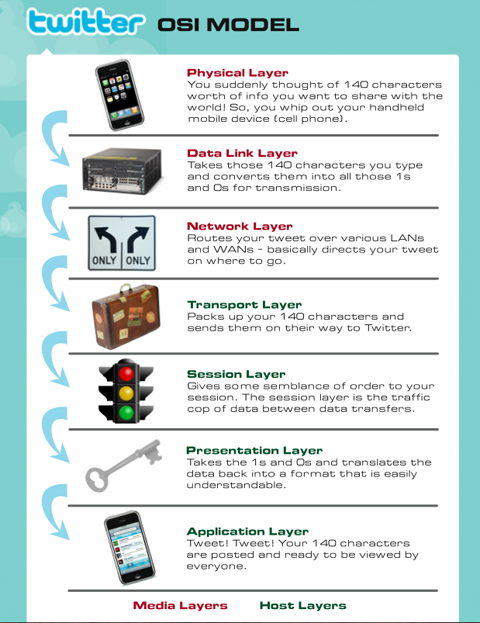 twitter OSI MODEL
Physical Layer
You suddenly thought of 140 characters
worth of info you want to share with the
world! So, you whip out your handheld
mobile device (cell phone).
Data Link Layer
Takes those 140 characters you type
and converts them into all those 1s
and 0s for transmission.
Network Layer
Routes your tweet over various LANs
and WANs - basically directs your tweet
on where to go.
ONLY ONLY
Transport Layer
Packs up your 140 characters and
sends them on their way to Twitter.
Session Layer
Gives some semblance of order to your
session. The session layer is the traffic
cop of data between data transfers.
Presentation Layer
Takes the 1s and 0s and translates the
data back into a format that is easily
understandable.
Application Layer
Tweet! Tweet! Your 140 characters
are posted and ready to be viewed by
everyone.
Media Layers Host Layers